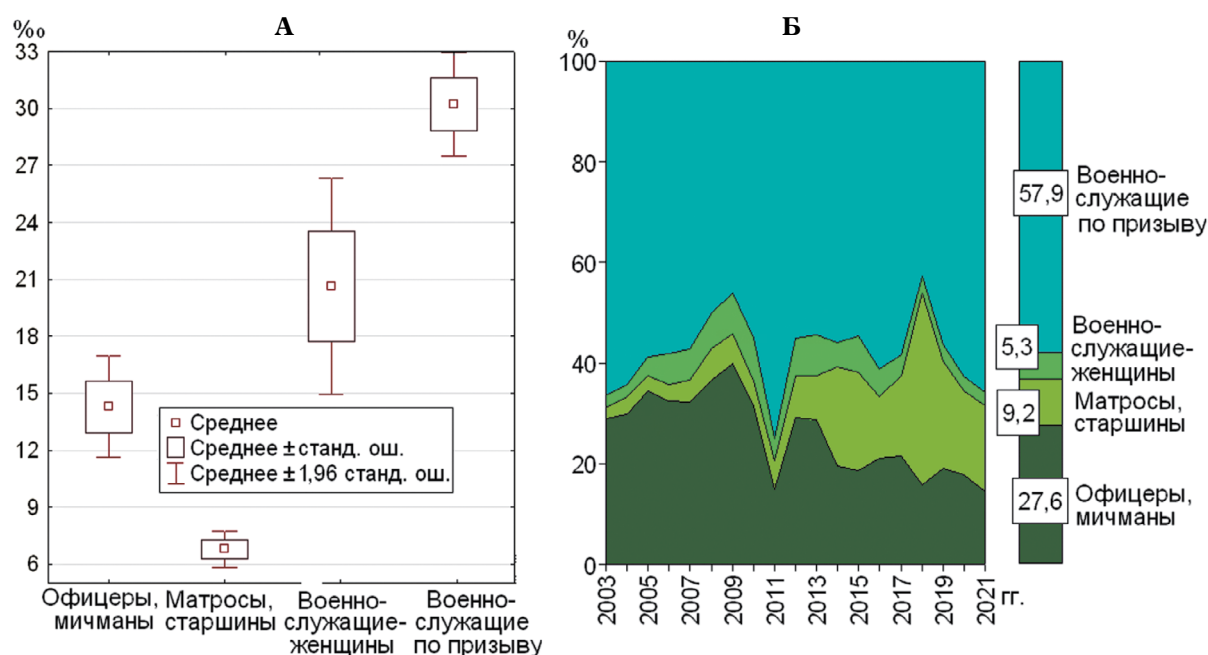 А
‰
33
30
27
24
21
18
15
12
9
6
Среднее
Среднее ± станд. ош.
Среднее ± 1,96 станд. ош.
Офицеры,
мичманы
Матросы,
старшины
Военно-
служащие-
женщины
Военно-
служащие
по призыву
Б
%
100
80
60
40
20
0
2003
2005
2007
2009
2011
2013
2015
2017
2019
2021
гг.
57,9
Военно-
служащие
по призыву
5,3
Военно-
служащие-
женщины
9,2
Матросы,
старшины
27,6
Офицеры,
мичманы